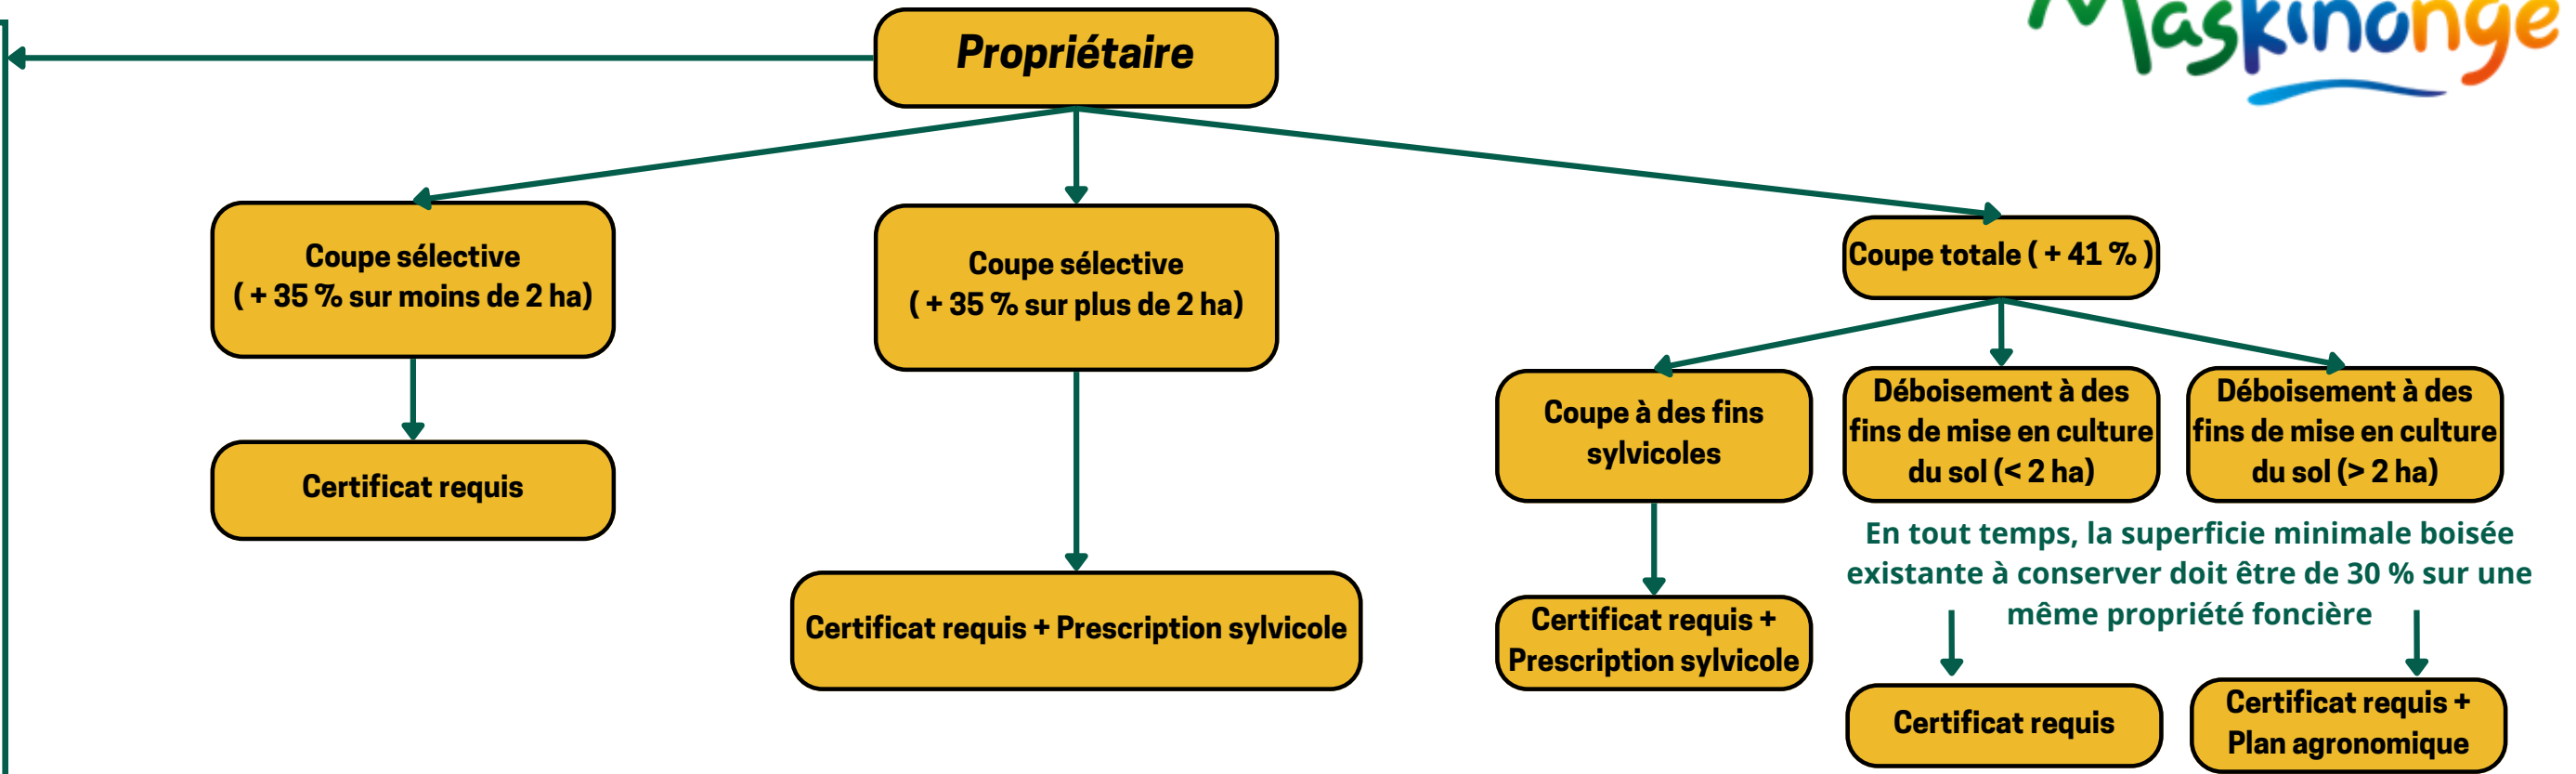 Maskinongé
Propriétaire
Coupe sélective
( + 35 % sur moins de 2 ha)
Certificat requis
Coupe sélective
( + 35 % sur plus de 2 ha)
Certificat requis + Prescription sylvicole
Coupe totale ( + 41 % )
Coupe à des fins
sylvicoles
Certificat requis +
Prescription sylvicole
Déboisement à des
fins de mise en culture
du sol (< 2 ha)
Déboisement à des
fins de mise en culture
du sol (> 2 ha)
En tout temps, la superficie minimale boisée
existante à conserver doit être de 30 % sur une
même propriété foncière
Certificat requis
Certificat requis +
Plan agronomique